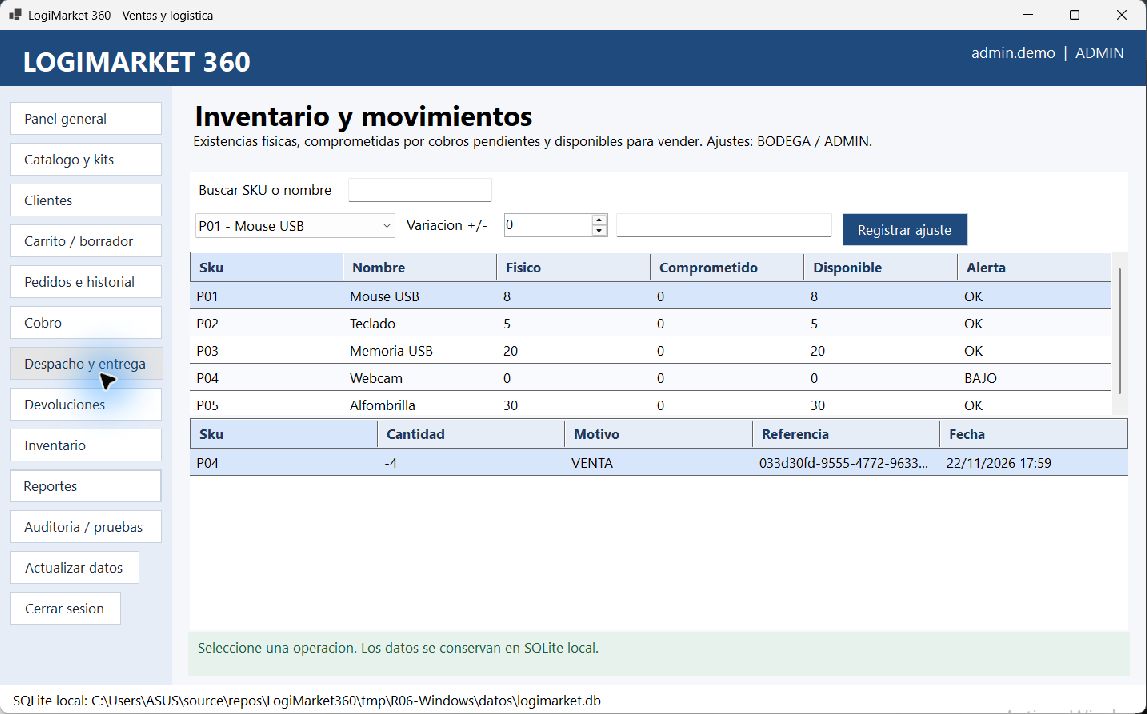 LogiMarket 360 - Ventas y logistica
LOGIMARKET 360
admin.demo | ADMIN
Panel general
Catalogo y kits
Clientes
Carrito / borrador
Pedidos e historial
Cobro
Despacho y entrega
Devoluciones
Inventario
Reportes
Auditoria / pruebas
Actualizar datos
Cerrar sesion
Inventario y movimientos
Existencias fisicas, comprometidas por cobros pendientes y disponibles para vender. Ajustes: BODEGA / ADMIN.
Buscar SKU o nombre
P01 - Mouse USB Variacion +/- 0 Registrar ajuste
Sku Nombre Fisico Comprometido Disponible Alerta
P01 Mouse USB 8 0 8 OK
P02 Teclado 5 0 5 OK
P03 Memoria USB 20 0 20 OK
P04 Webcam 0 0 0 BAJO
P05 Alfombrilla 30 0 30 OK
Sku Cantidad Motivo Referencia Fecha
P04 -4 VENTA 033d30fd-9555-4772-9633... 22/11/2026 17:59
Seleccione una operacion. Los datos se conservan en SQLite local.
SQLite local: C:\Users\ASUS\source\repos\LogiMarket360\tmp\R06-Windows\datos\logimarket.db